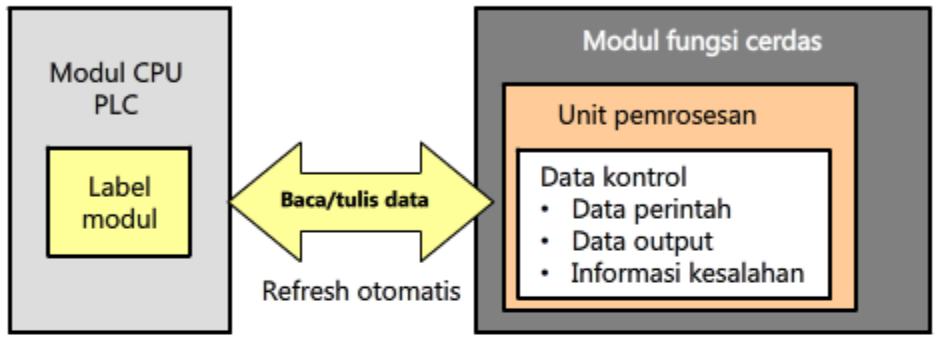 Modul CPU
PLC
Label
modul
Baca/tulis data
Refresh otomatis
Modul fungsi cerdas
Unit pemrosesan
Data kontrol
• Data perintah
• Data output
• Informasi kesalahan